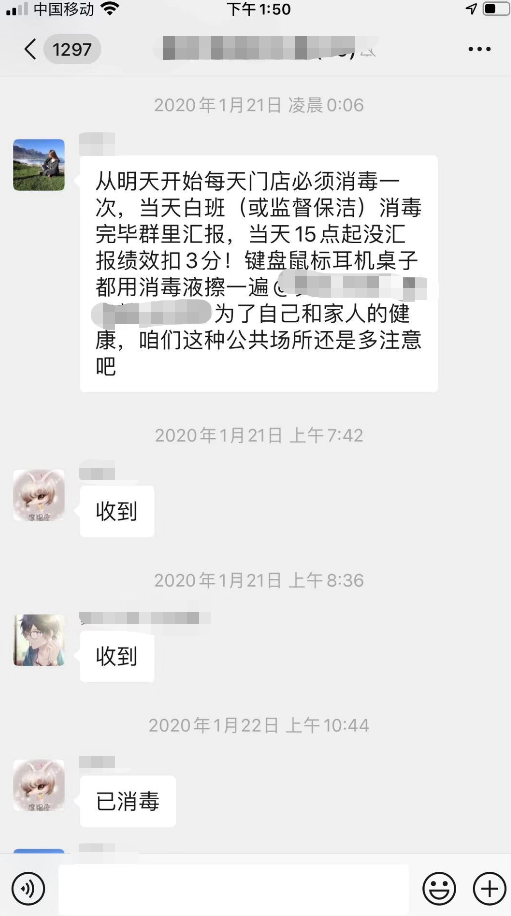 中国移动
下午1:50
1297
2020年1月21日 凌晨0:06
从明天开始每天门店必须消毒一
次，当天白班（或监督保洁）消毒
完毕群里汇报，当天15点起没汇
报绩效扣3分！键盘鼠标耳机桌子
都用消毒液擦一遍@
为了自己和家人的健
康，咱们这种公共场所还是多注意
吧
2020年1月21日 上午7:42
收到
2020年1月21日 上午8:36
收到
2020年1月22日 上午10:44
已消毒